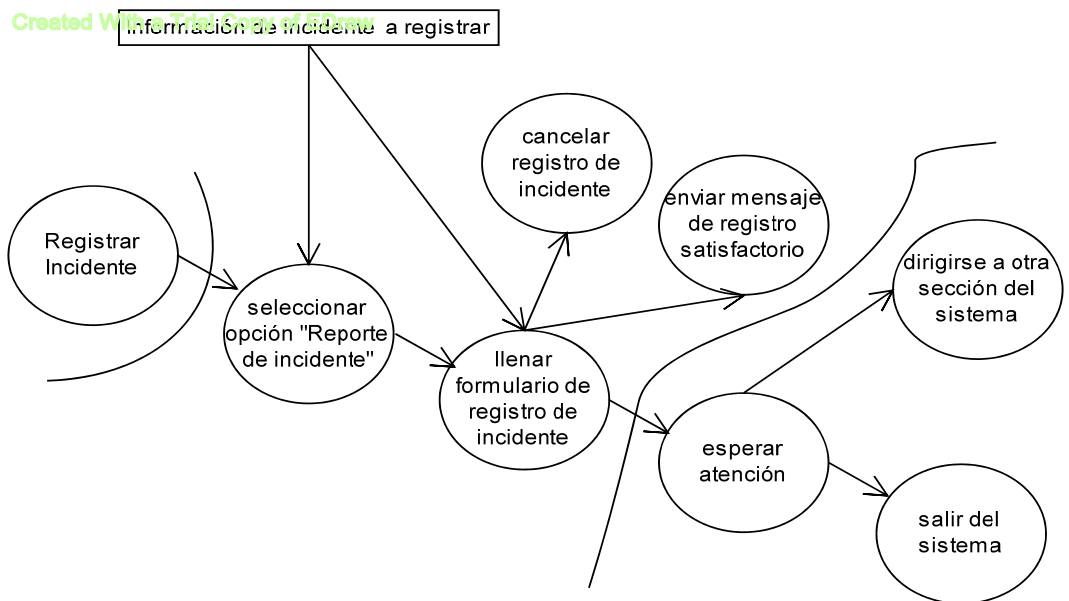 Created With a Trial Copy of EDraw
Información de incidente a registrar
cancelar
registro de
incidente
enviar mensaje
de registro
satisfactorio
Registrar
Incidente
dirigirse a otra
sección del
sistema
seleccionar
opción "Reporte
de incidente"
llenar
formulario de
registro de
incidente
esperar
atención
salir del
sistema